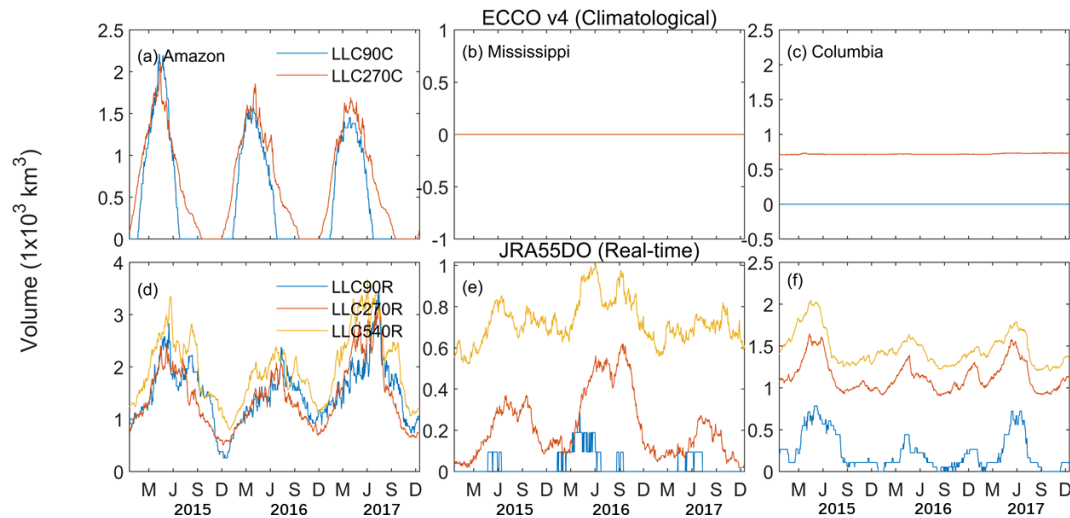 ECCO v4 (Climatological)
(a) Amazon
LLC90C
LLC270C
2.5
2
1.5
1
0.5
0
(b) Mississippi
1
0.5
0
-0.5
-1
(c) Columbia
2.5
2
1.5
1
0.5
0
-0.5
Volume (1x10³ km³)
JRA55DO (Real-time)
(d)
LLC90R
LLC270R
LLC540R
4
3
2
1
0
M J S D M J S D M J S D
2015 2016 2017
(e)
1
0.8
0.6
0.4
0.2
0
M J S D M J S D M J S D
2015 2016 2017
(f)
2.5
2
1.5
1
0.5
0
M J S D M J S D M J S D
2015 2016 2017